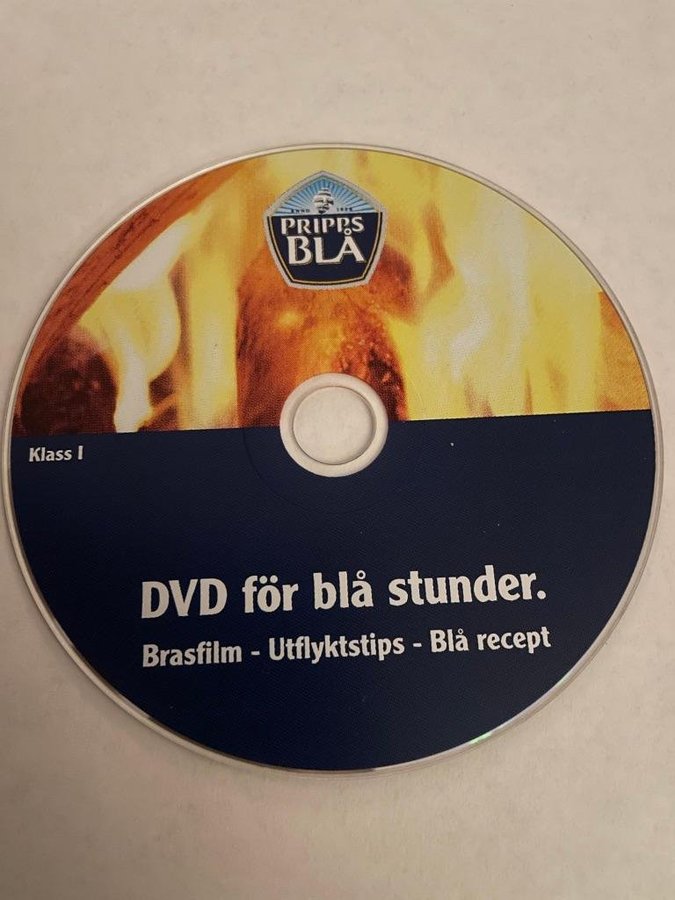 ANNO 1828
PRIPPS
BLÅ
Klass I
DVD för blå stunder.
Brasfilm - Utflyktstips - Blå recept